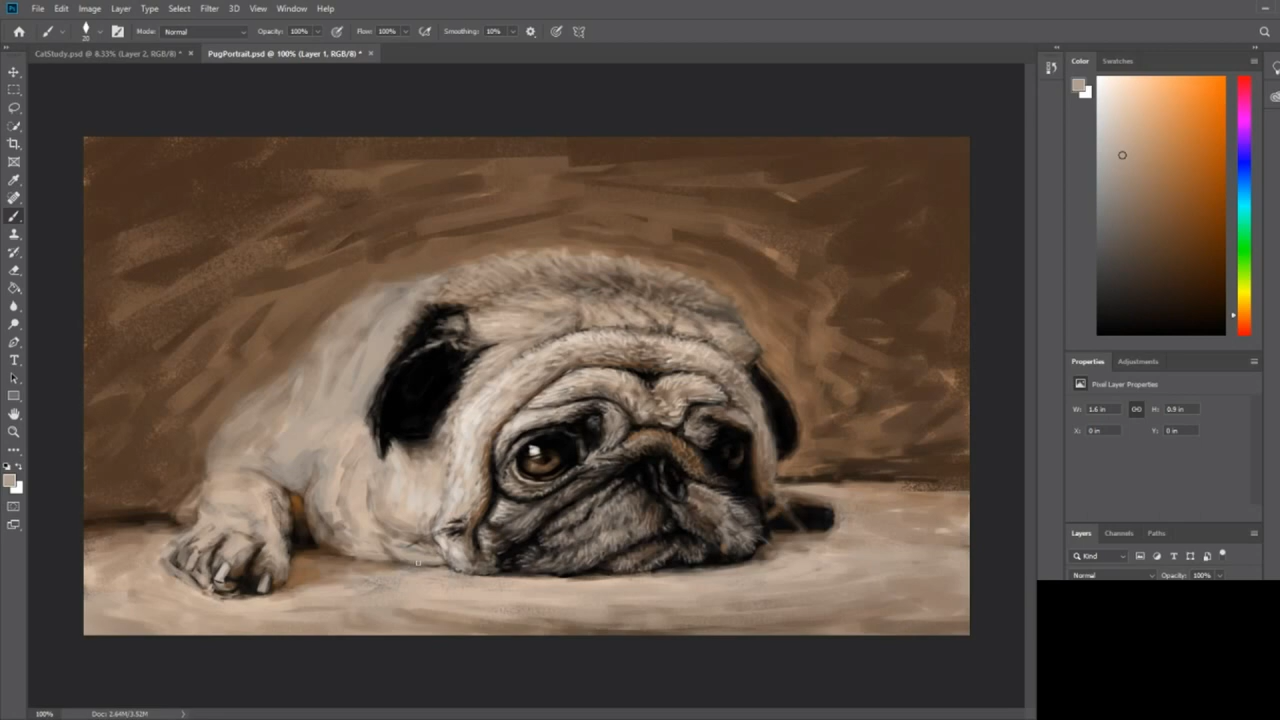 Ps File Edit Image Layer Type Select Filter 3D View Window Help
20 Mode: Normal Opacity: 100% Flow: 100% Smoothing: 10%
CatStudy.psd @ 8.33% (Layer 2, RGB/8) * × PugPortrait.psd @ 100% (Layer 1, RGB/8) * ×
Color Swatches
Properties Adjustments
Pixel Layer Properties
W: 1.6 in H: 0.9 in
X: 0 in Y: 0 in
Layers Channels Paths
Kind
Normal Opacity: 100%
100% Doc: 2.64M/3.52M